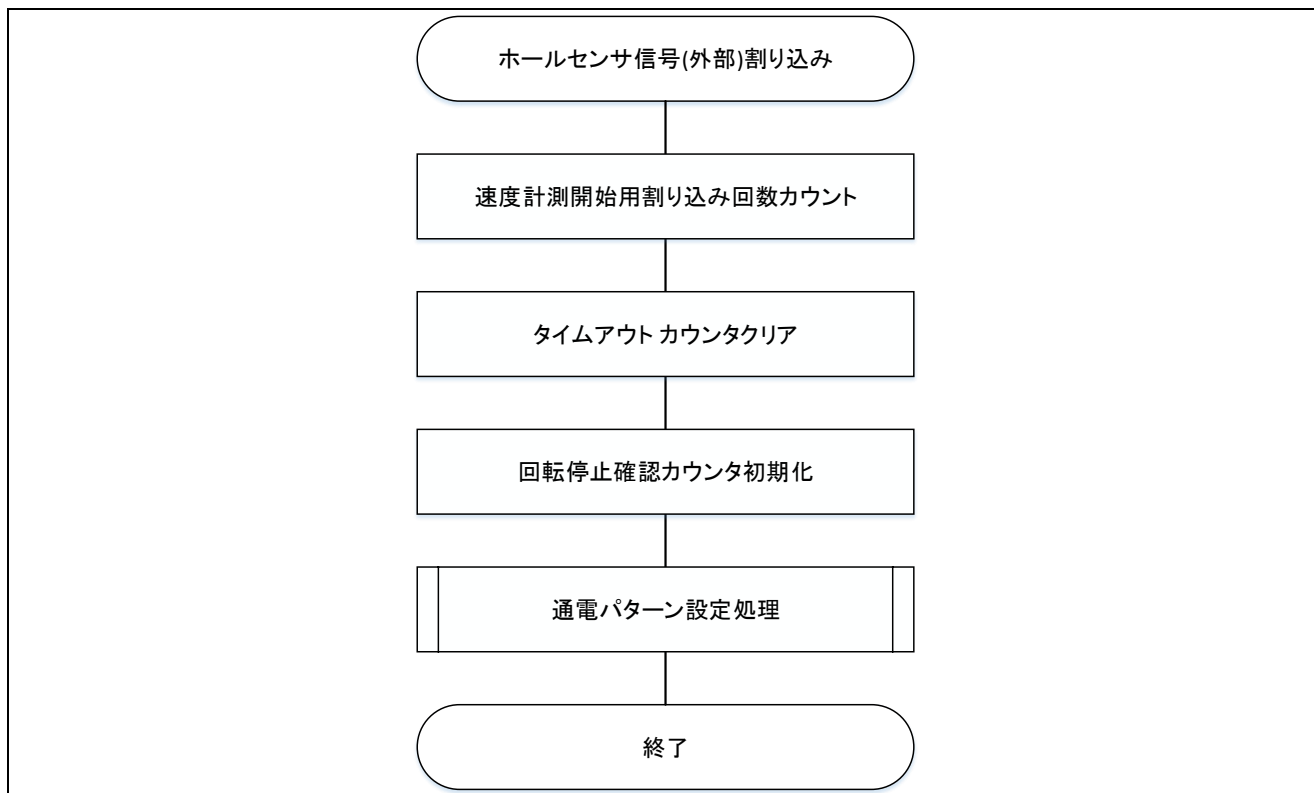 ホールセンサ信号(外部)割り込み
速度計測開始用割り込み回数カウント
タイムアウト カウンタクリア
回転停止確認カウンタ初期化
通電パターン設定処理
終了